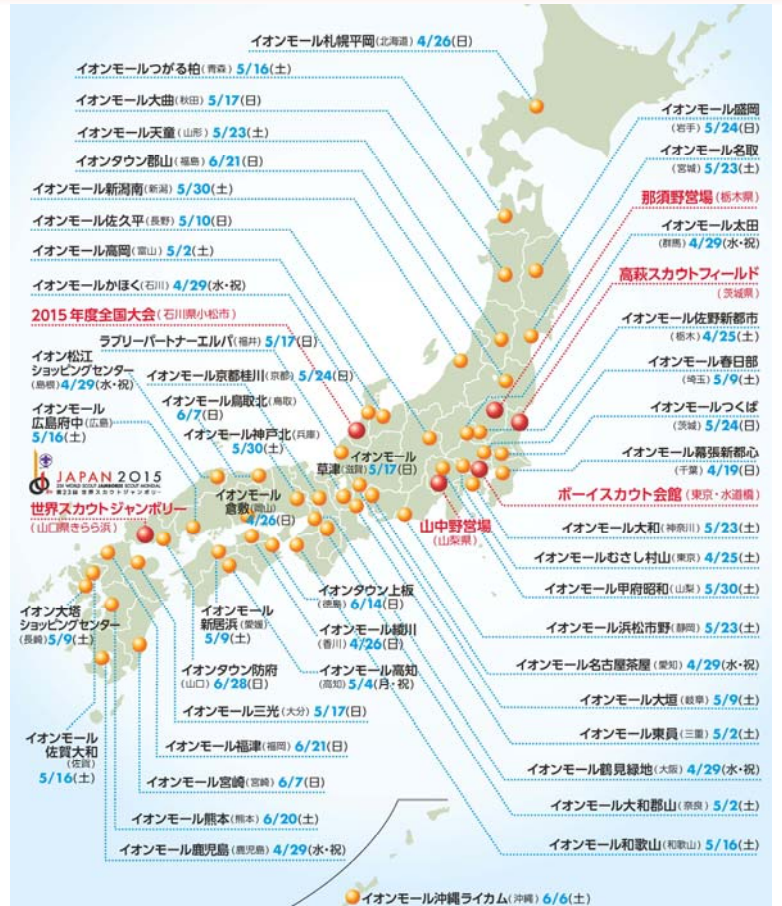 イオンモール札幌平岡(北海道) 4/26(日)
イオンモールつがる柏(青森) 5/16(土)
イオンモール大曲(秋田) 5/17(日)
イオンモール天童(山形) 5/23(土)
イオンタウン郡山(福島) 6/21(日)
イオンモール新潟南(新潟) 5/30(土)
イオンモール佐久平(長野) 5/10(日)
イオンモール高岡(富山) 5/2(土)
イオンモールかほく(石川) 4/29(水・祝)
2015年度全国大会(石川県小松市)
ラブリーパートナーエルパ(福井) 5/17(日)
イオン松江
ショッピングセンター
(島根) 4/29(水・祝)
イオンモール京都桂川(京都) 5/24(日)
イオンモール鳥取北(鳥取)
6/7(日)
イオンモール
広島府中(広島)
5/16(土)
イオンモール神戸北(兵庫)
5/30(土)
イオンモール
草津(滋賀) 5/17(日)
イオンモール
倉敷(岡山)
4/26(日)
JAPAN 2015
23E WORLD SCOUT JAMBOREE SCOUT MONDIAL
第23回 世界スカウトジャンボリー
世界スカウトジャンボリー
(山口県きらら浜)
イオンモール盛岡
(岩手) 5/24(日)
イオンモール名取
(宮城) 5/23(土)
那須野営場(栃木県)
イオンモール太田
(群馬) 4/29(水・祝)
高萩スカウトフィールド
(茨城県)
イオンモール佐野新都市
(栃木) 4/25(土)
イオンモール春日部
(埼玉) 5/9(土)
イオンモールつくば
(茨城) 5/24(日)
イオンモール幕張新都心
(千葉) 4/19(日)
ボーイスカウト会館(東京・水道橋)
山中野営場
(山梨県)
イオンモール大和(神奈川) 5/23(土)
イオンモールむさし村山(東京) 4/25(土)
イオンモール甲府昭和(山梨) 5/30(土)
イオンモール浜松市野(静岡) 5/23(土)
イオンモール名古屋茶屋(愛知) 4/29(水・祝)
イオンモール大垣(岐阜) 5/9(土)
イオンモール東員(三重) 5/2(土)
イオンモール鶴見緑地(大阪) 4/29(水・祝)
イオンモール大和郡山(奈良) 5/2(土)
イオンモール和歌山(和歌山) 5/16(土)
イオンタウン上板
(徳島) 6/14(日)
イオンモール綾川
(香川) 4/26(日)
イオンモール高知
(高知) 5/4(月・祝)
イオンモール
新居浜(愛媛)
5/9(土)
イオンタウン防府
(山口) 6/28(日)
イオン大塔
ショッピングセンター
(長崎) 5/9(土)
イオンモール三光(大分) 5/17(日)
イオンモール
佐賀大和
(佐賀)
5/16(土)
イオンモール福津(福岡) 6/21(日)
イオンモール宮崎(宮崎) 6/7(日)
イオンモール熊本(熊本) 6/20(土)
イオンモール鹿児島(鹿児島) 4/29(水・祝)
イオンモール沖縄ライカム(沖縄) 6/6(土)